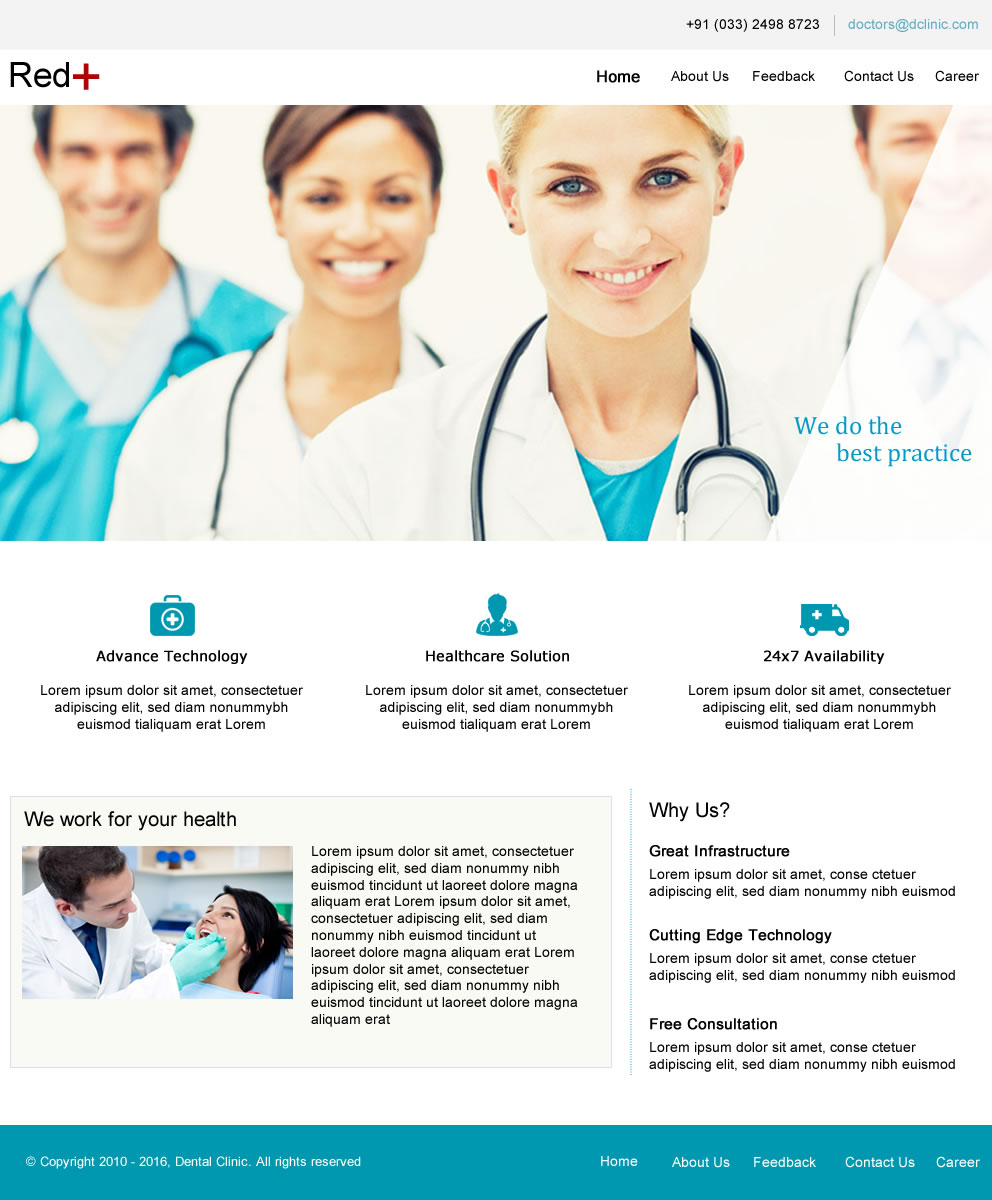 +91 (033) 2498 8723 doctors@dclinic.com
Red+
Home About Us Feedback Contact Us Career
We do the
best practice
Advance Technology
Lorem ipsum dolor sit amet, consectetuer
adipiscing elit, sed diam nonummybh
euismod tialiquam erat Lorem
Healthcare Solution
Lorem ipsum dolor sit amet, consectetuer
adipiscing elit, sed diam nonummybh
euismod tialiquam erat Lorem
24x7 Availability
Lorem ipsum dolor sit amet, consectetuer
adipiscing elit, sed diam nonummybh
euismod tialiquam erat Lorem
We work for your health
Lorem ipsum dolor sit amet, consectetuer
adipiscing elit, sed diam nonummy nibh
euismod tincidunt ut laoreet dolore magna
aliquam erat Lorem ipsum dolor sit amet,
consectetuer adipiscing elit, sed diam
nonummy nibh euismod tincidunt ut
laoreet dolore magna aliquam erat Lorem
ipsum dolor sit amet, consectetuer
adipiscing elit, sed diam nonummy nibh
euismod tincidunt ut laoreet dolore magna
aliquam erat
Why Us?
Great Infrastructure
Lorem ipsum dolor sit amet, conse ctetuer
adipiscing elit, sed diam nonummy nibh euismod
Cutting Edge Technology
Lorem ipsum dolor sit amet, conse ctetuer
adipiscing elit, sed diam nonummy nibh euismod
Free Consultation
Lorem ipsum dolor sit amet, conse ctetuer
adipiscing elit, sed diam nonummy nibh euismod
© Copyright 2010 - 2016, Dental Clinic. All rights reserved
Home About Us Feedback Contact Us Career